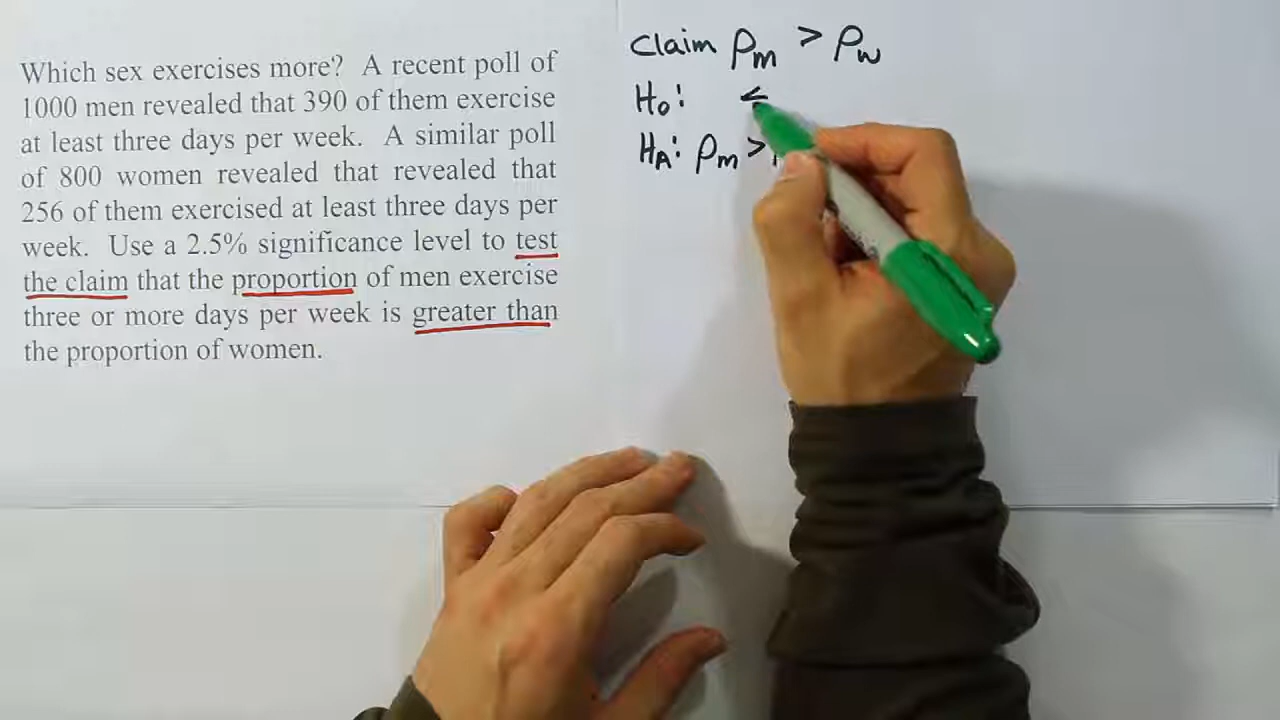 Which sex exercises more? A recent poll of
1000 men revealed that 390 of them exercise
at least three days per week. A similar poll
of 800 women revealed that revealed that
256 of them exercised at least three days per
week. Use a 2.5% significance level to test
the claim that the proportion of men exercise
three or more days per week is greater than
the proportion of women.
Claim ρm > ρw
H₀: ≤
HA: ρm >